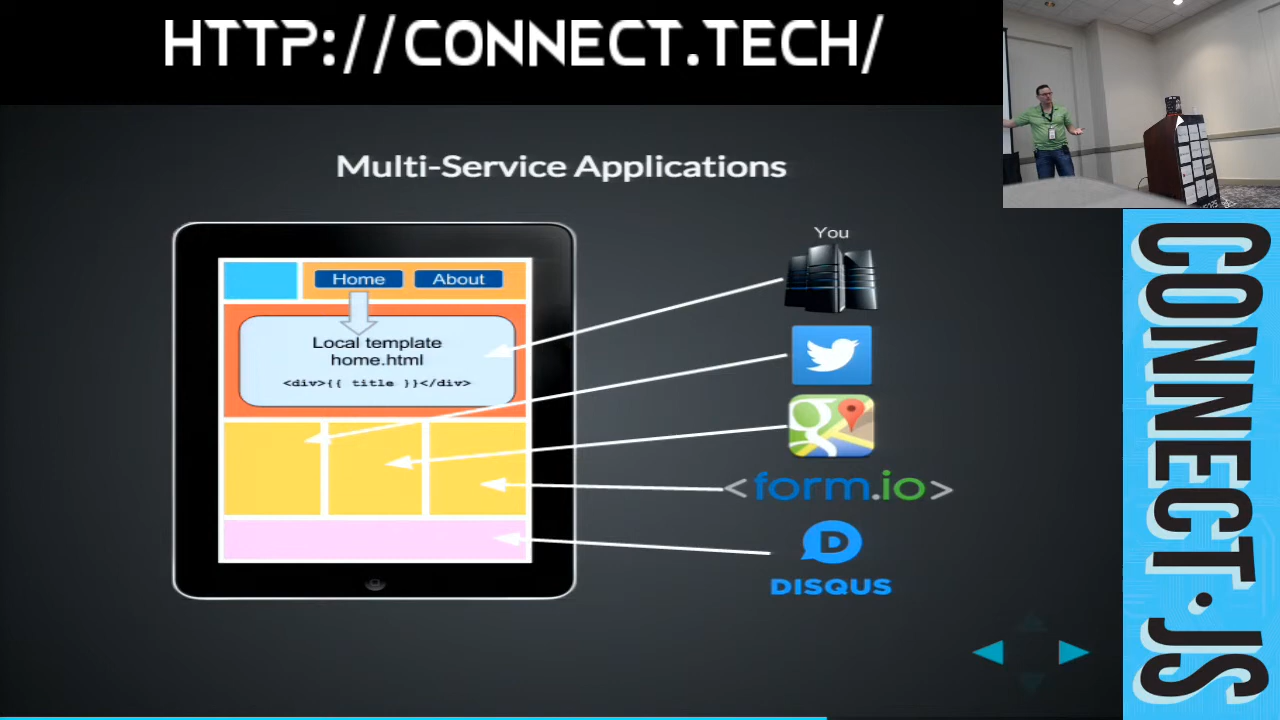 HTTP://CONNECT.TECH/
Multi-Service Applications
You
Home About
Local template
home.html
<div>{{ title }}</div>
<form.io>
D
DISQUS
CONNECT.JS